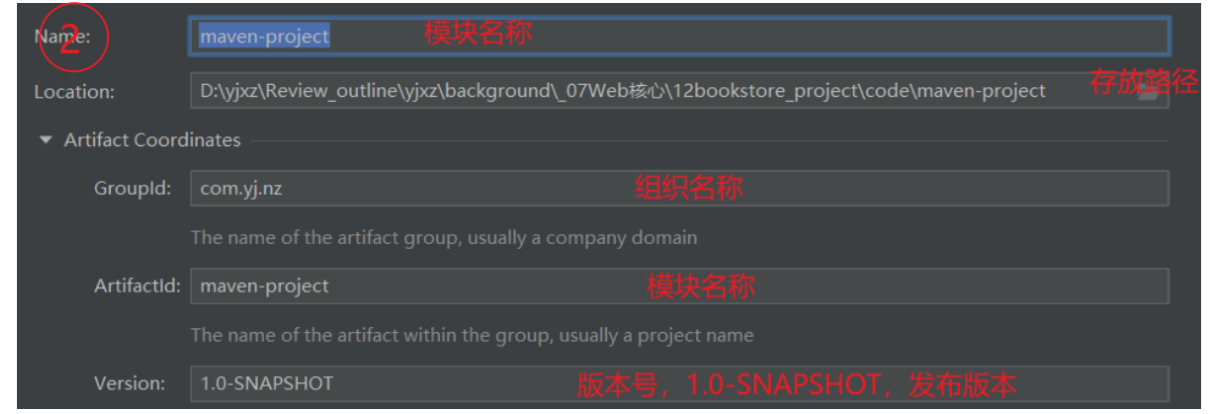 Name: maven-project 模块名称
2
Location: D:\yjxz\Review_outline\yjxz\background\_07Web核心\12bookstore_project\code\maven-project 存放路径
Artifact Coordinates
GroupId: com.yj.nz 组织名称
The name of the artifact group, usually a company domain
ArtifactId: maven-project 模块名称
The name of the artifact within the group, usually a project name
Version: 1.0-SNAPSHOT 版本号，1.0-SNAPSHOT，发布版本